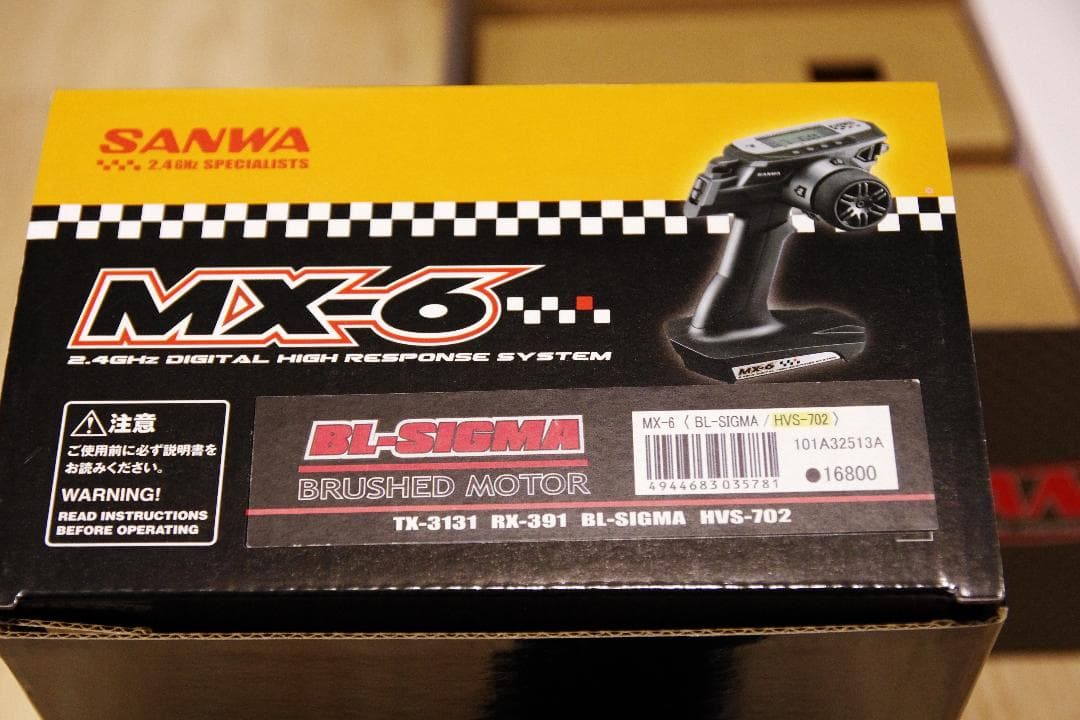 SANWA
2.4GHz SPECIALISTS
SANWA
MX-6
2.4GHz DIGITAL HIGH RESPONSE SYSTEM
MX-6
注意
ご使用前に必ず説明書を
お読みください。
WARNING!
READ INSTRUCTIONS
BEFORE OPERATING
BL-SIGMA
BRUSHED MOTOR
MX-6 ( BL-SIGMA / HVS-702 )
101A32513A
4944683035781
●16800
TX-3131 RX-391 BL-SIGMA HVS-702